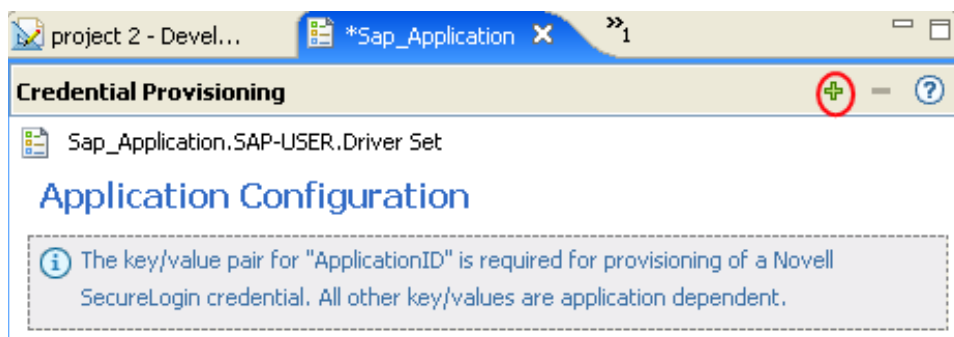 project 2 - Devel... *Sap_Application »1
Credential Provisioning
Sap_Application.SAP-USER.Driver Set
Application Configuration
The key/value pair for "ApplicationID" is required for provisioning of a Novell
SecureLogin credential. All other key/values are application dependent.